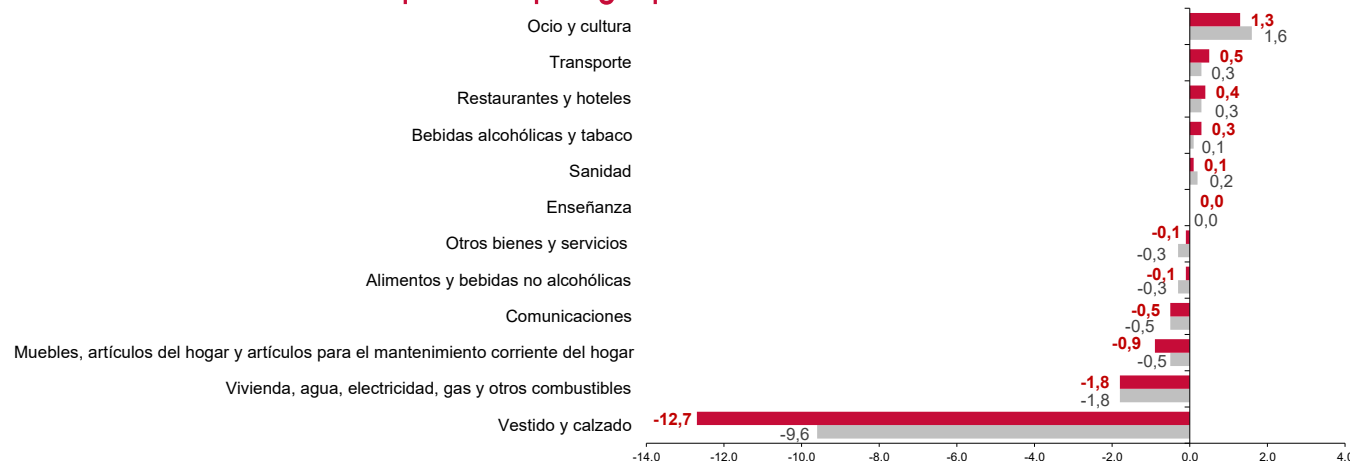 Ocio y cultura 1,3
1,6
Transporte 0,5
0,3
Restaurantes y hoteles 0,4
0,3
Bebidas alcohólicas y tabaco 0,3
0,1
Sanidad 0,1
0,2
Enseñanza 0,0
0,0
Otros bienes y servicios -0,1
-0,3
Alimentos y bebidas no alcohólicas -0,1
-0,3
Comunicaciones -0,5
-0,5
Muebles, artículos del hogar y artículos para el mantenimiento corriente del hogar -0,9
-0,5
Vivienda, agua, electricidad, gas y otros combustibles -1,8
-1,8
Vestido y calzado -12,7
-9,6
-14.0 -12.0 -10.0 -8.0 -6.0 -4.0 -2.0 0.0 2.0 4.0